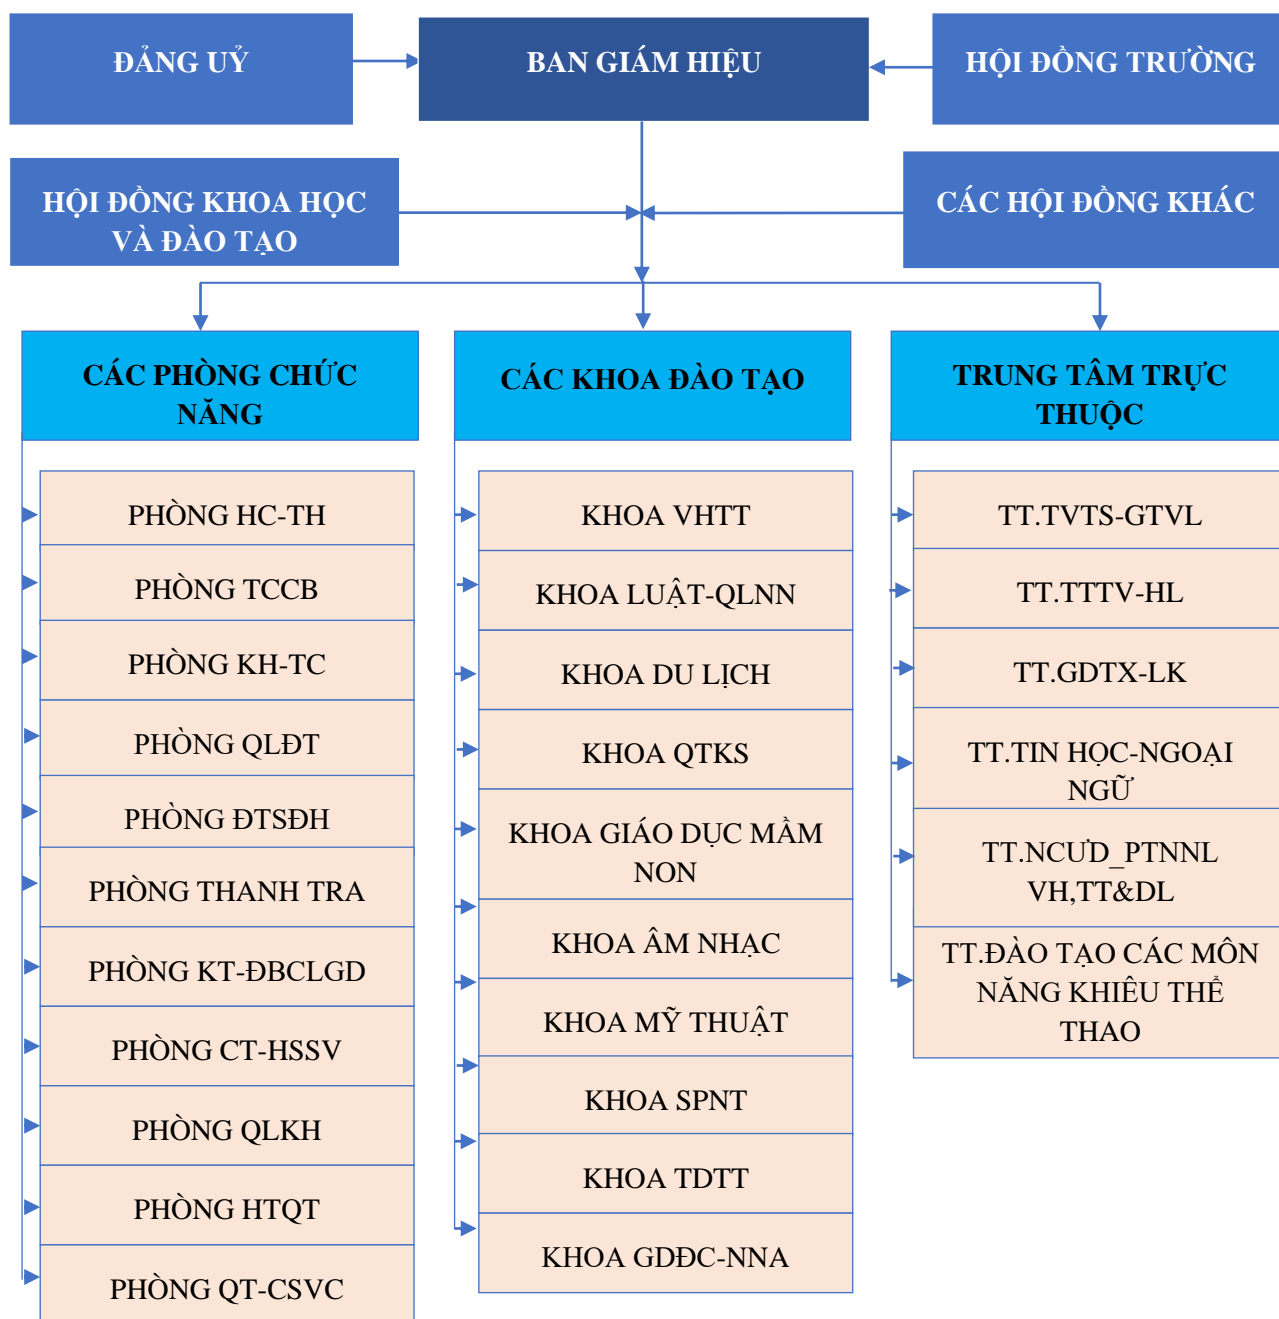 ĐẢNG UỶ
BAN GIÁM HIỆU
HỘI ĐỒNG TRƯỜNG
HỘI ĐỒNG KHOA HỌC
VÀ ĐÀO TẠO
CÁC HỘI ĐỒNG KHÁC
CÁC PHÒNG CHỨC
NĂNG
PHÒNG HC-TH
PHÒNG TCCB
PHÒNG KH-TC
PHÒNG QLĐT
PHÒNG ĐTSĐH
PHÒNG THANH TRA
PHÒNG KT-ĐBCLGD
PHÒNG CT-HSSV
PHÒNG QLKH
PHÒNG HTQT
PHÒNG QT-CSVC
CÁC KHOA ĐÀO TẠO
KHOA VHTT
KHOA LUẬT-QLNN
KHOA DU LỊCH
KHOA QTKS
KHOA GIÁO DỤC MẦM
NON
KHOA ÂM NHẠC
KHOA MỸ THUẬT
KHOA SPNT
KHOA TDTT
KHOA GDĐC-NNA
TRUNG TÂM TRỰC
THUỘC
TT.TVTS-GTVL
TT.TTTV-HL
TT.GDTX-LK
TT.TIN HỌC-NGOẠI
NGỮ
TT.NCƯD_PTNNL
VH,TT&DL
TT.ĐÀO TẠO CÁC MÔN
NĂNG KHIÊU THỂ
THAO